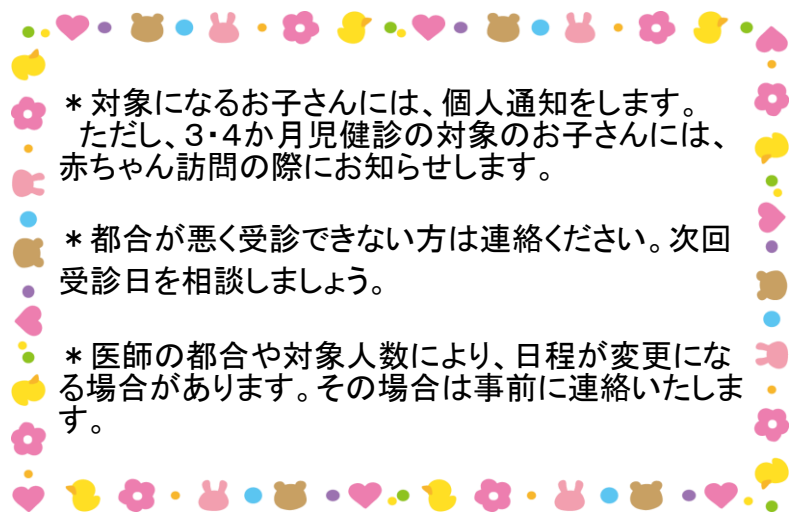 ＊対象になるお子さんには、個人通知をします。
ただし、３・４か月児健診の対象のお子さんには、
赤ちゃん訪問の際にお知らせします。
＊都合が悪く受診できない方は連絡ください。次回
受診日を相談しましょう。
＊医師の都合や対象人数により、日程が変更にな
る場合があります。その場合は事前に連絡いたしま
す。